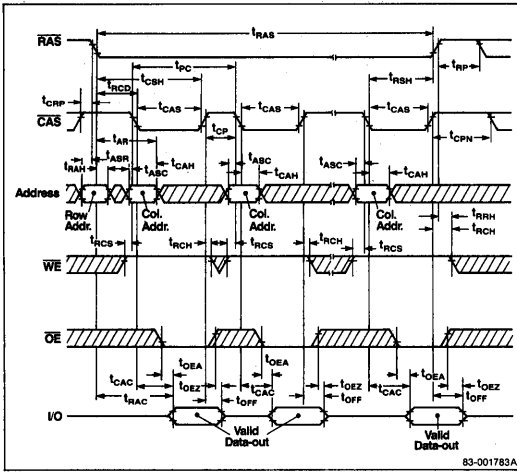 tRAS
RAS
tPC
tCSH
tRSH
tRP
tRCD
tCRP
tCAS
tCAS
tCAS
CAS
tCP
tCPN
tAR
tRAH
tASR
tASC
tCAH
tASC
tCAH
tASC
tCAH
Address
Row
Addr.
Col.
Addr.
Col.
Addr.
Col.
Addr.
tRRH
tRCH
tRCS
tRCH
tRCS
tRCH
tRCS
WE
OE
tOEA
tOEA
tOEA
tCAC
tOEZ
tCAC
tOEZ
tCAC
tOEZ
tRAC
tOFF
tOFF
tOFF
I/O
Valid
Data-out
Valid
Data-out
83-001783A